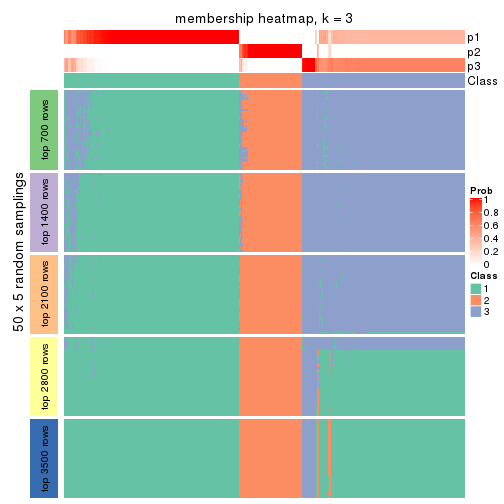 membership heatmap, k = 3
p1
p2
p3
Class
50 x 5 random samplings
top 700 rows
top 1400 rows
top 2100 rows
top 2800 rows
top 3500 rows
Prob
1
0.8
0.6
0.4
0.2
0
Class
1
2
3